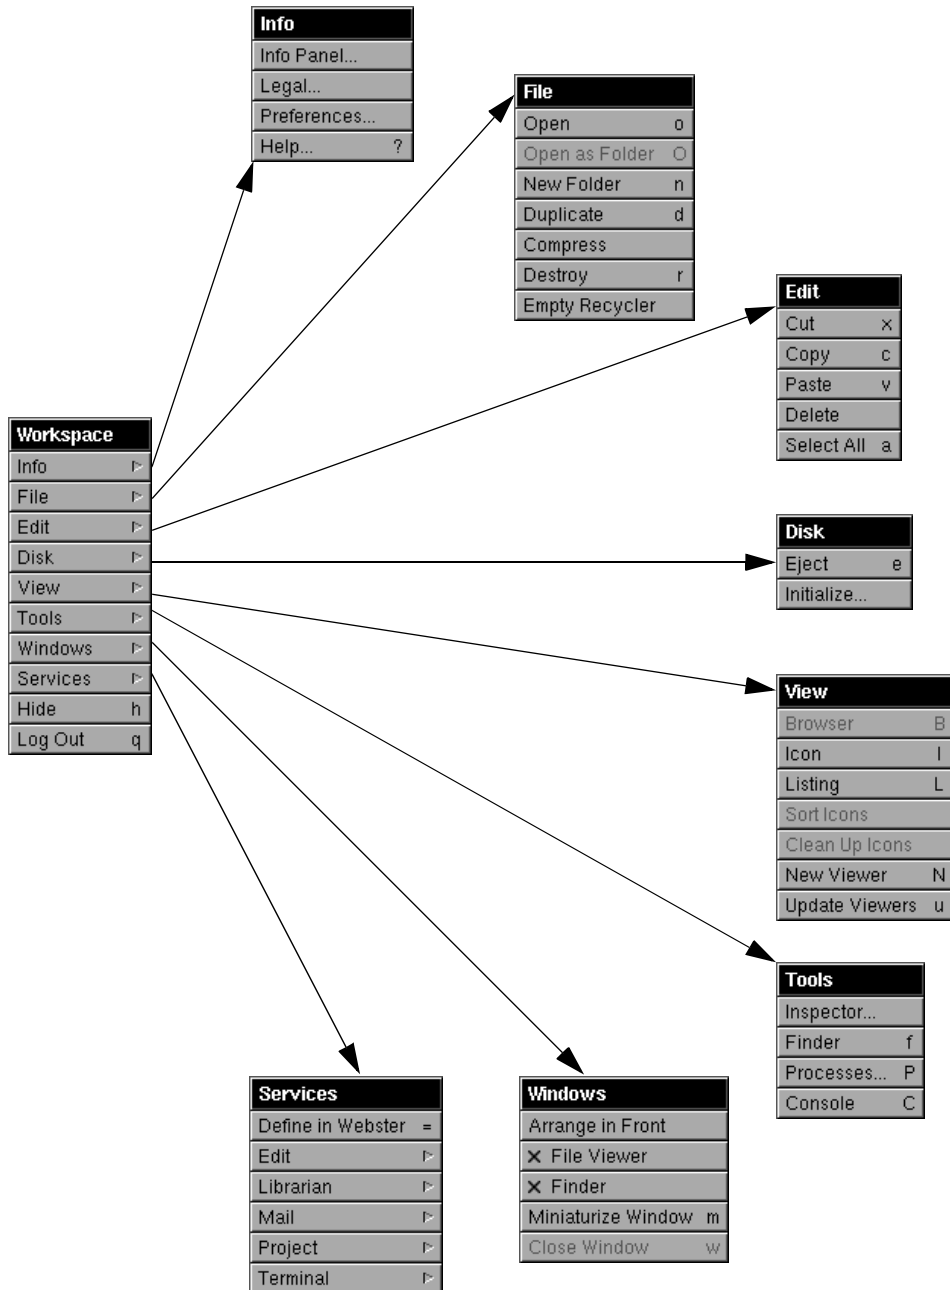 Info
Info Panel...
Legal...
Preferences...
Help... ?
File
Open o
Open as Folder O
New Folder n
Duplicate d
Compress
Destroy r
Empty Recycler
Edit
Cut x
Copy c
Paste v
Delete
Select All a
Workspace
Info
File
Edit
Disk
View
Tools
Windows
Services
Hide h
Log Out q
Disk
Eject e
Initialize...
View
Browser B
Icon I
Listing L
Sort Icons
Clean Up Icons
New Viewer N
Update Viewers u
Tools
Inspector...
Finder f
Processes... P
Console C
Services
Define in Webster =
Edit
Librarian
Mail
Project
Terminal
Windows
Arrange in Front
File Viewer
Finder
Miniaturize Window m
Close Window w